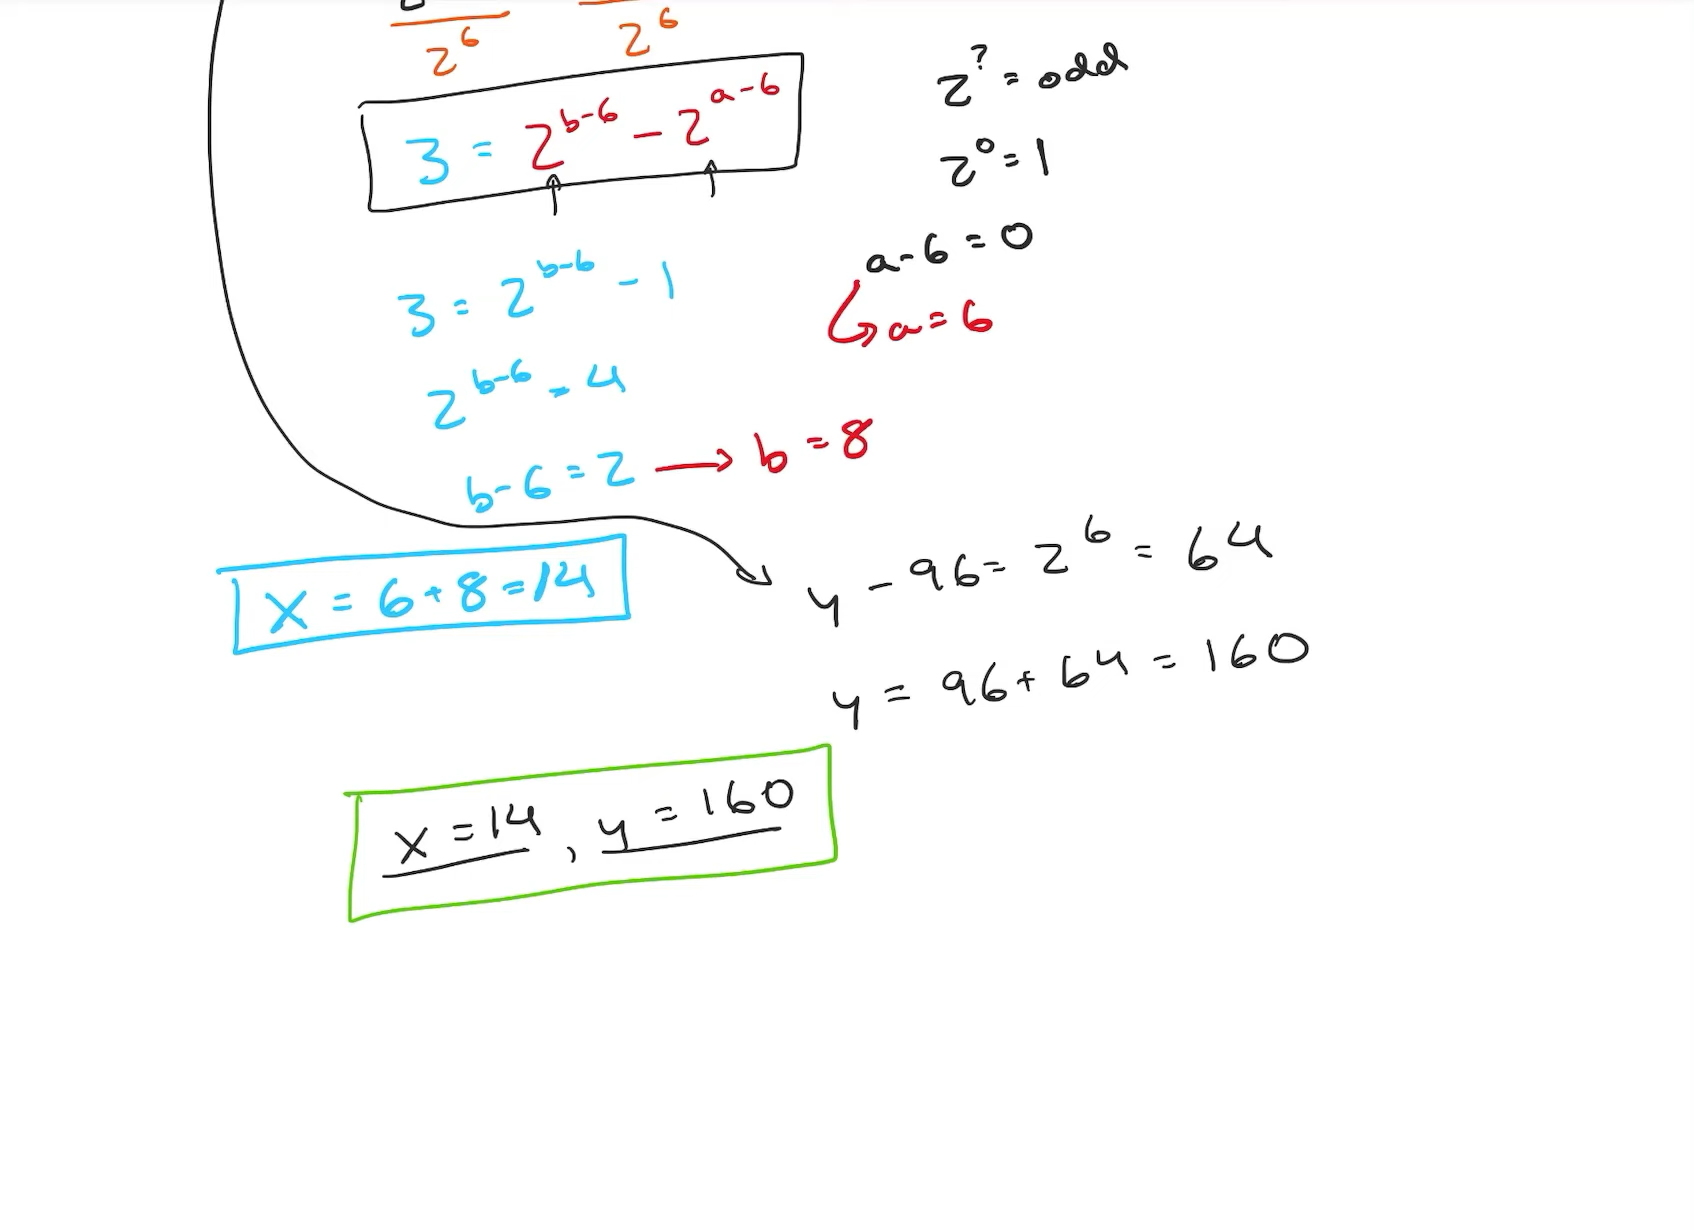 2^6 2^6
3 = 2^{b-6} - 2^{a-6}
3 = 2^{b-6} - 1
2^{b-6} = 4
b-6 = 2 → b = 8
x = 6+8 = 14
2^? = odd
2^0 = 1
a-6 = 0
a = 6
y - 96 = 2^6 = 64
y = 96 + 64 = 160
x = 14 , y = 160